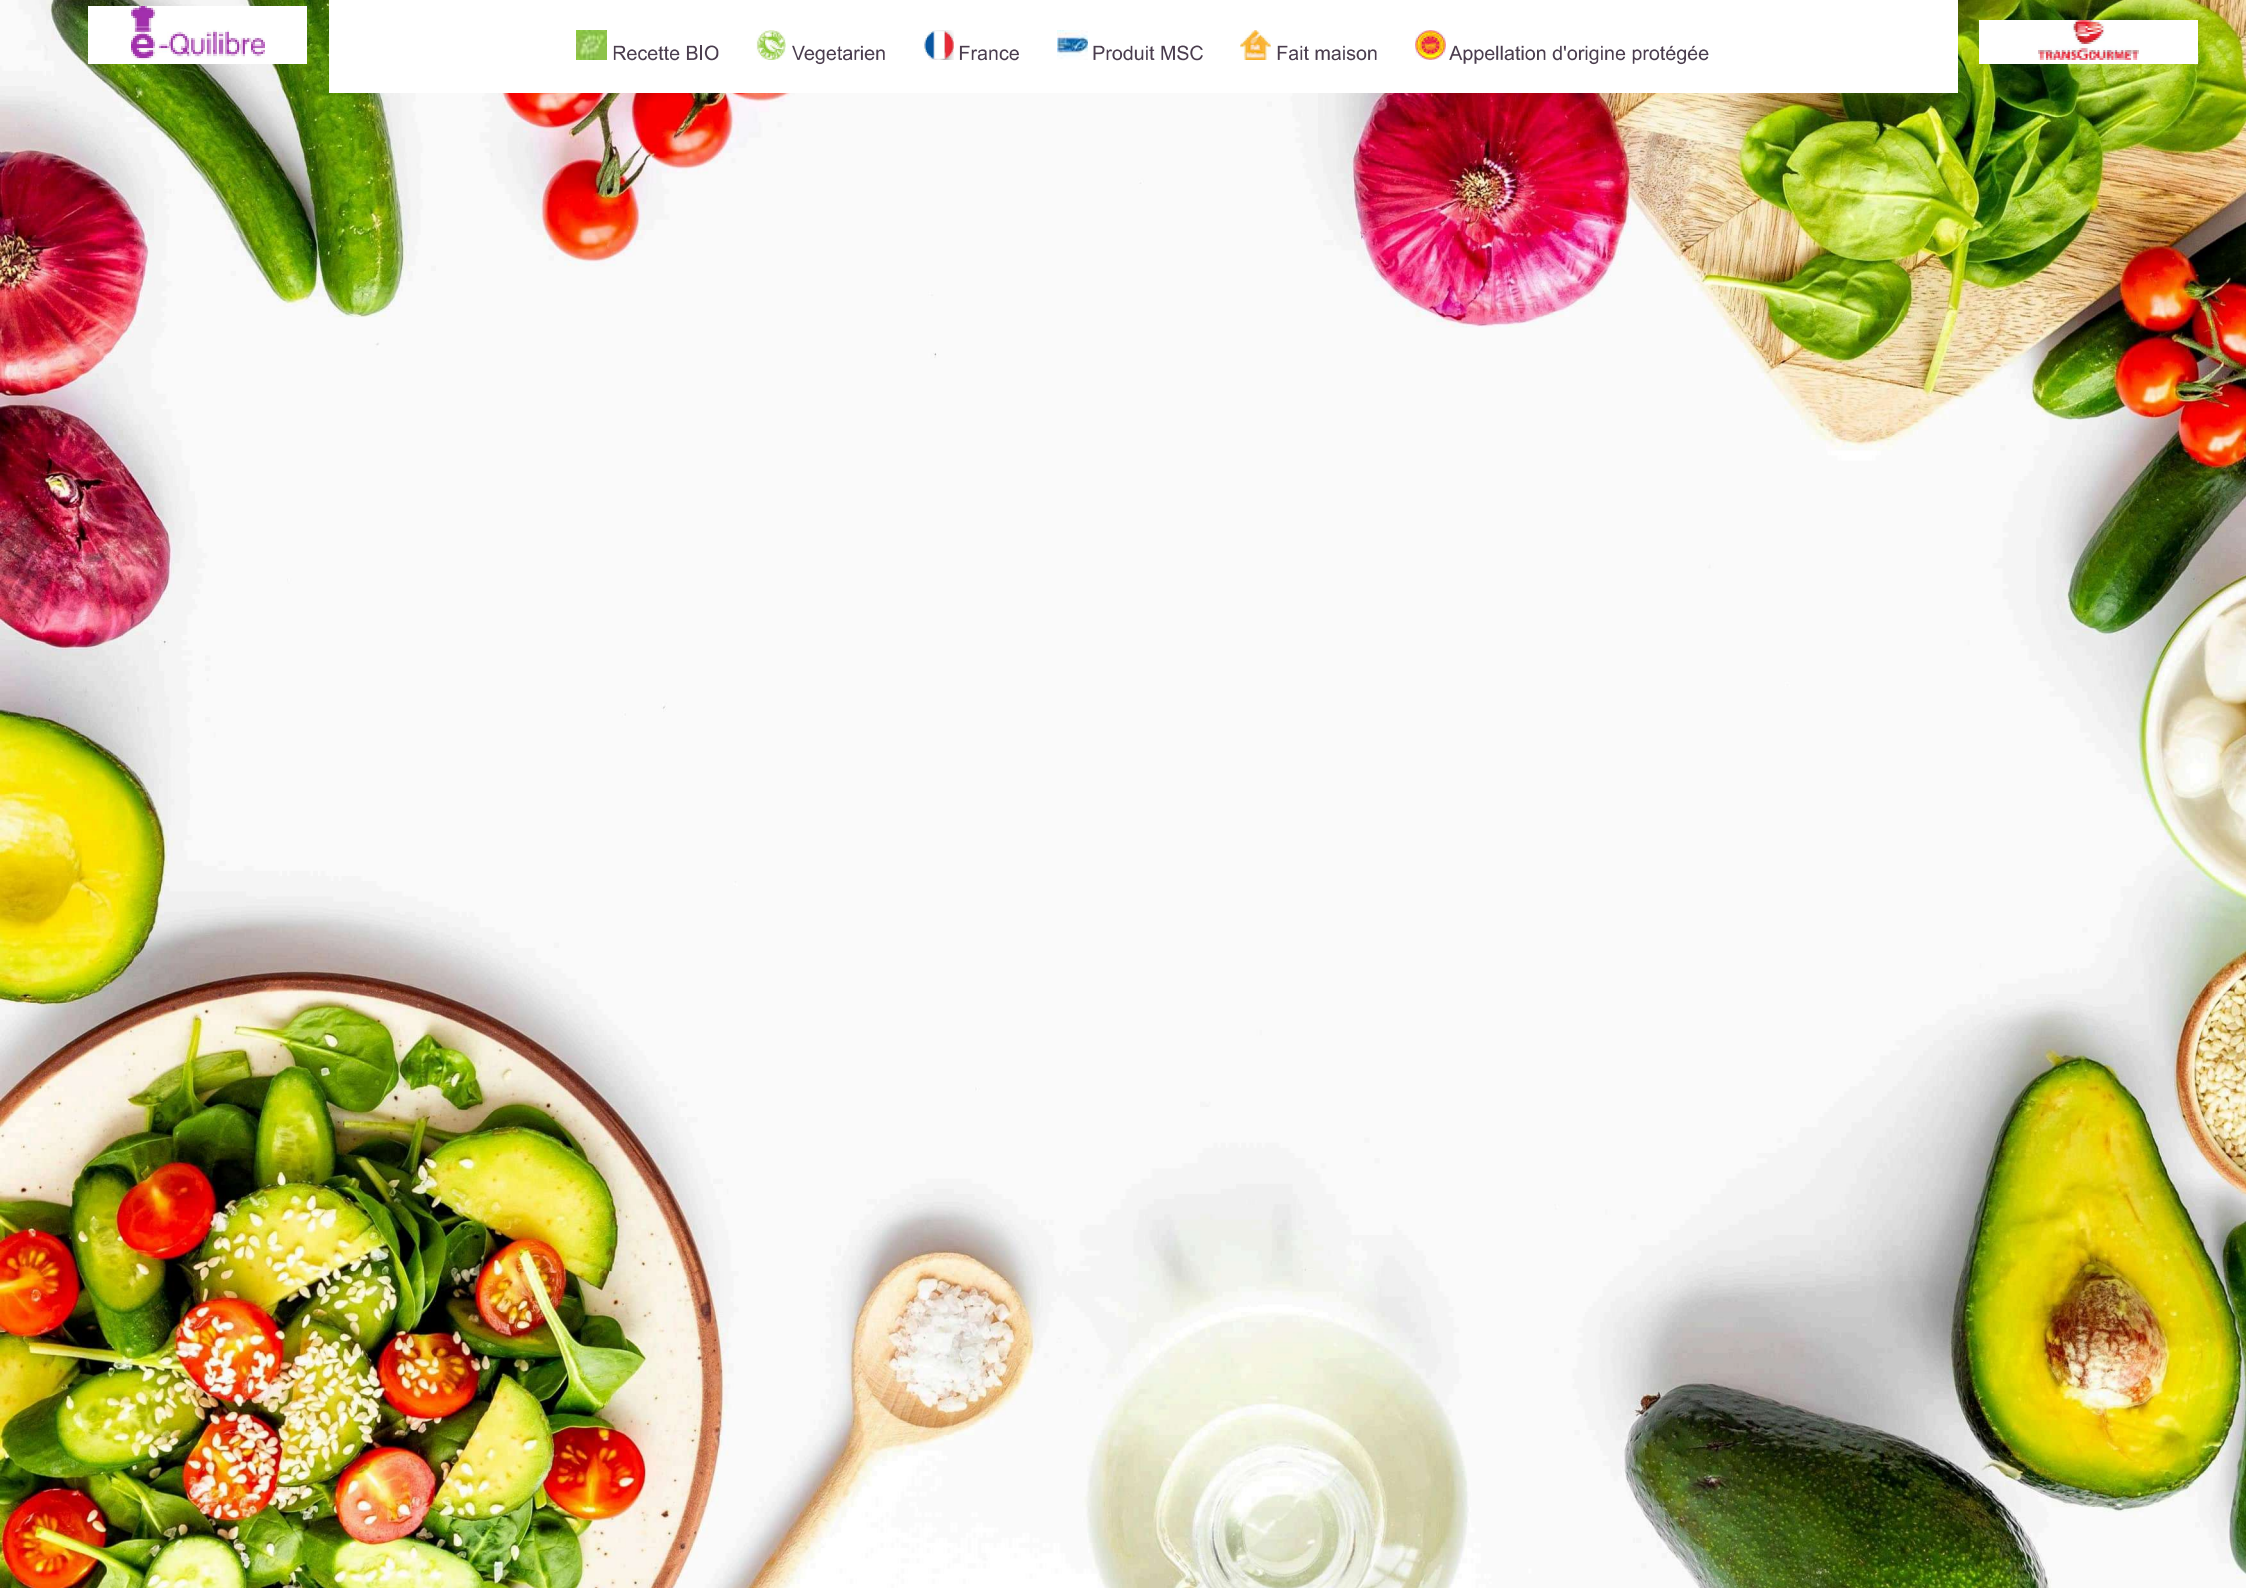 e-Quilibre
Recette BIO Vegetarien France Produit MSC Fait maison Appellation d'origine protégée
TRANSGOURMET